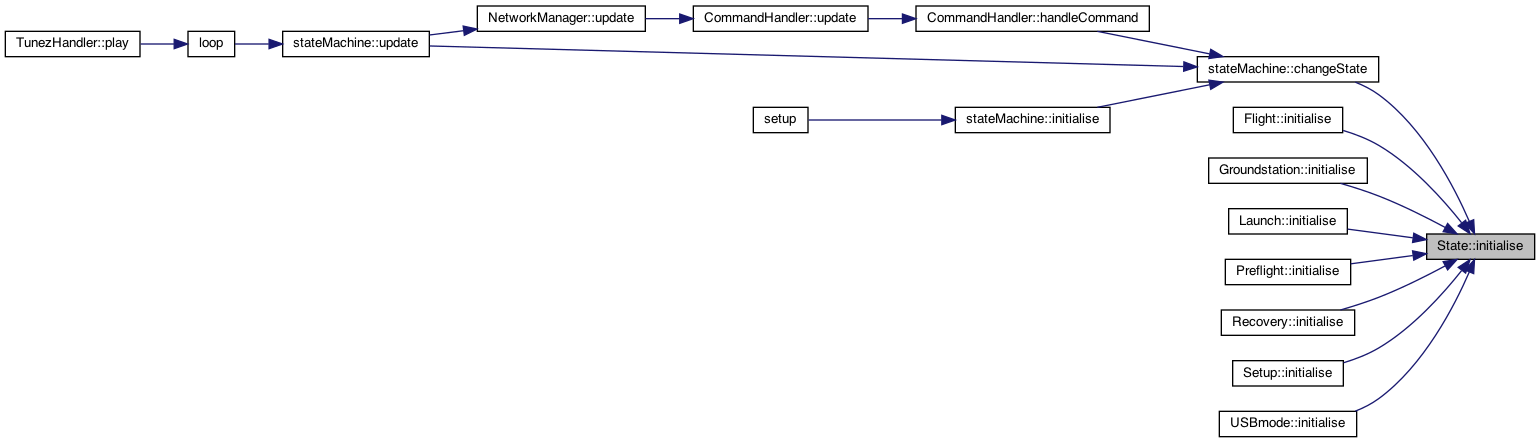 NetworkManager::update
CommandHandler::update
CommandHandler::handleCommand
TunezHandler::play
loop
stateMachine::update
stateMachine::changeState
setup
stateMachine::initialise
Flight::initialise
Groundstation::initialise
Launch::initialise
State::initialise
Preflight::initialise
Recovery::initialise
Setup::initialise
USBmode::initialise